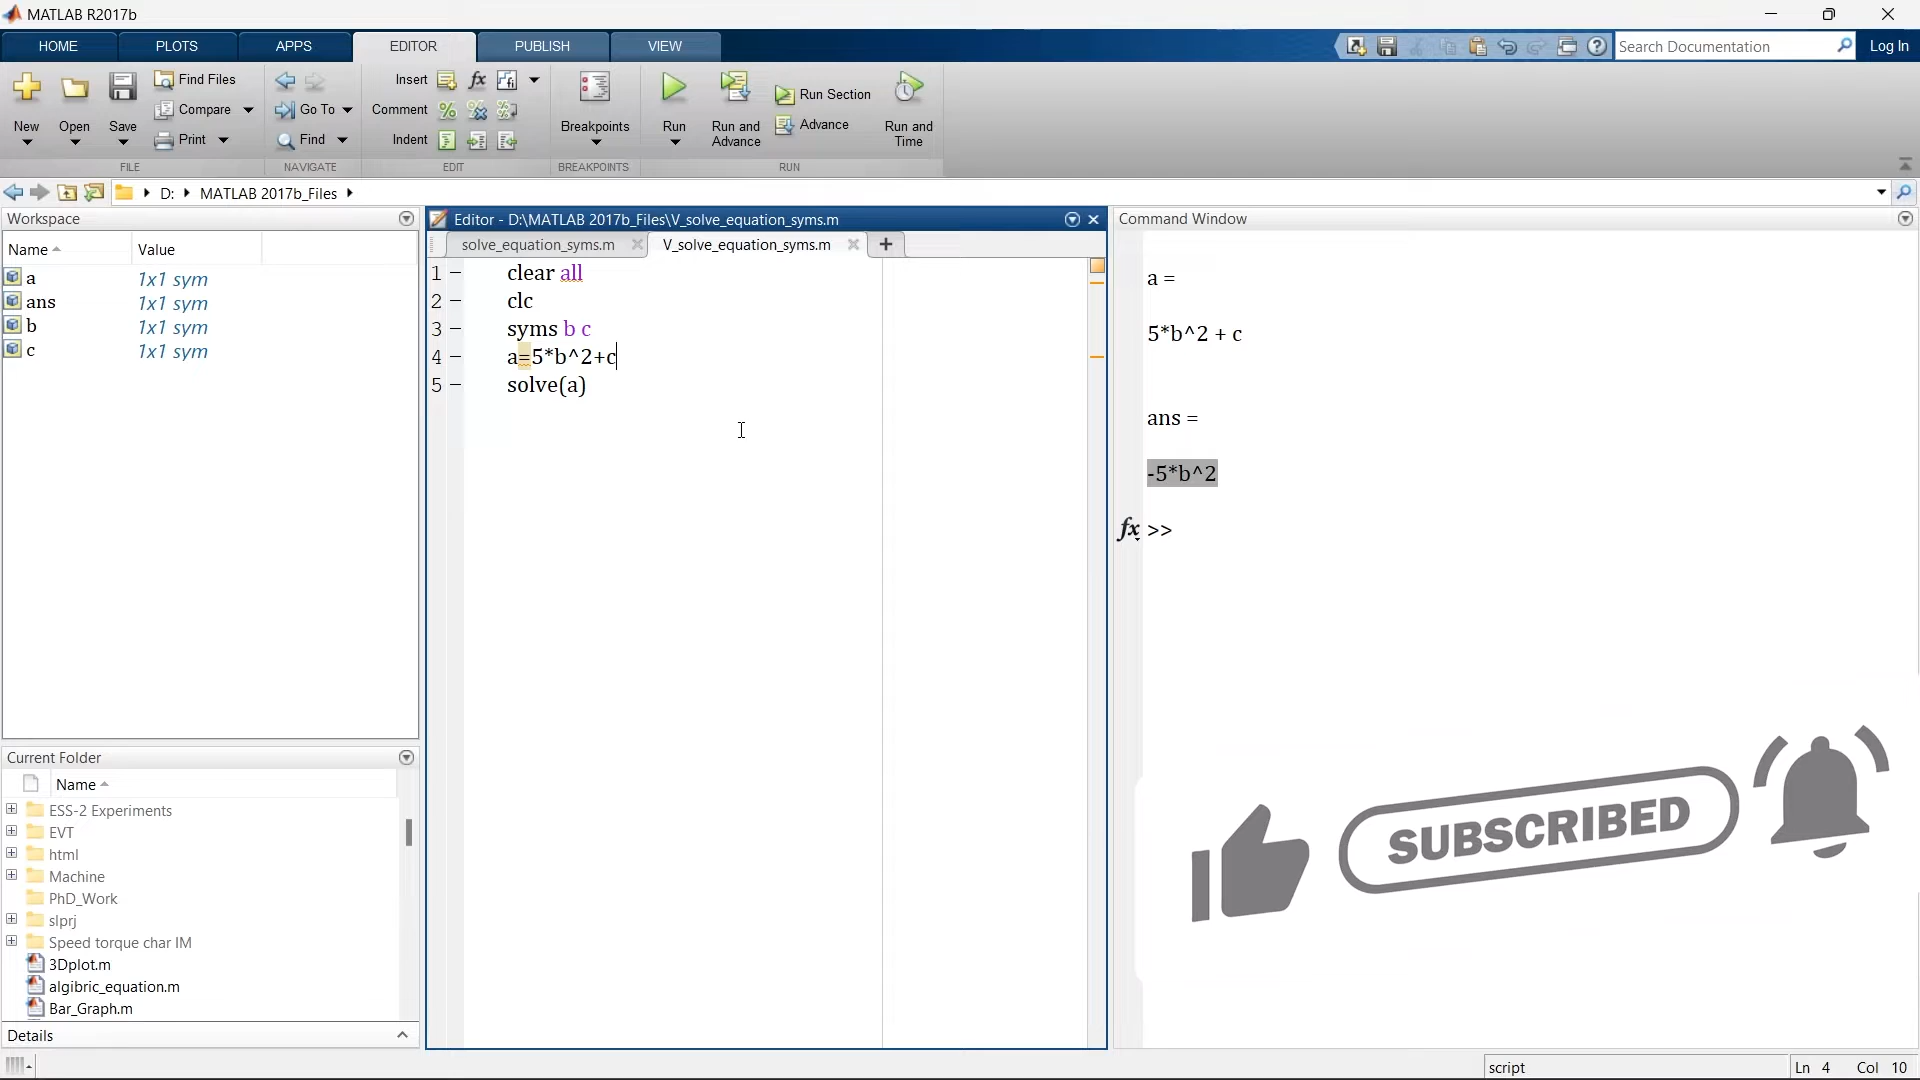 MATLAB R2017b
HOME PLOTS APPS EDITOR PUBLISH VIEW
Search Documentation
Log In
New
Open
Save
Find Files
Compare
Print
FILE
Go To
Find
NAVIGATE
Insert fx
Comment
Indent
EDIT
Breakpoints
BREAKPOINTS
Run
Run and
Advance
Run Section
Advance
Run and
Time
RUN
D: MATLAB 2017b_Files
Workspace
Name Value
a 1x1 sym
ans 1x1 sym
b 1x1 sym
c 1x1 sym
Current Folder
Name
ESS-2 Experiments
EVT
html
Machine
PhD_Work
slprj
Speed torque char IM
3Dplot.m
algibric_equation.m
Bar_Graph.m
Details
Editor - D:\MATLAB 2017b_Files\V_solve_equation_syms.m
solve_equation_syms.m V_solve_equation_syms.m +
1 – clear all
2 – clc
3 – syms b c
4 – a=5*b^2+c
5 – solve(a)
Command Window
a =
5*b^2 + c
ans =
-5*b^2
fx >>
SUBSCRIBED
script
Ln 4 Col 10